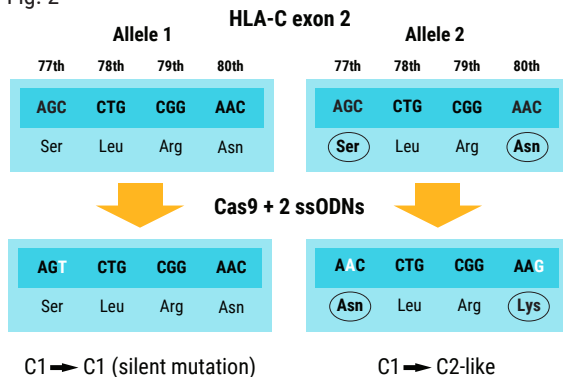 Fig. 2
HLA-C exon 2
Allele 1 Allele 2
77th 78th 79th 80th 77th 78th 79th 80th
AGC CTG CGG AAC AGC CTG CGG AAC
Ser Leu Arg Asn Ser Leu Arg Asn
Cas9 + 2 ssODNs
AGT CTG CGG AAC AAC CTG CGG AAG
Ser Leu Arg Asn Asn Leu Arg Lys
C1 → C1 (silent mutation) C1 → C2-like